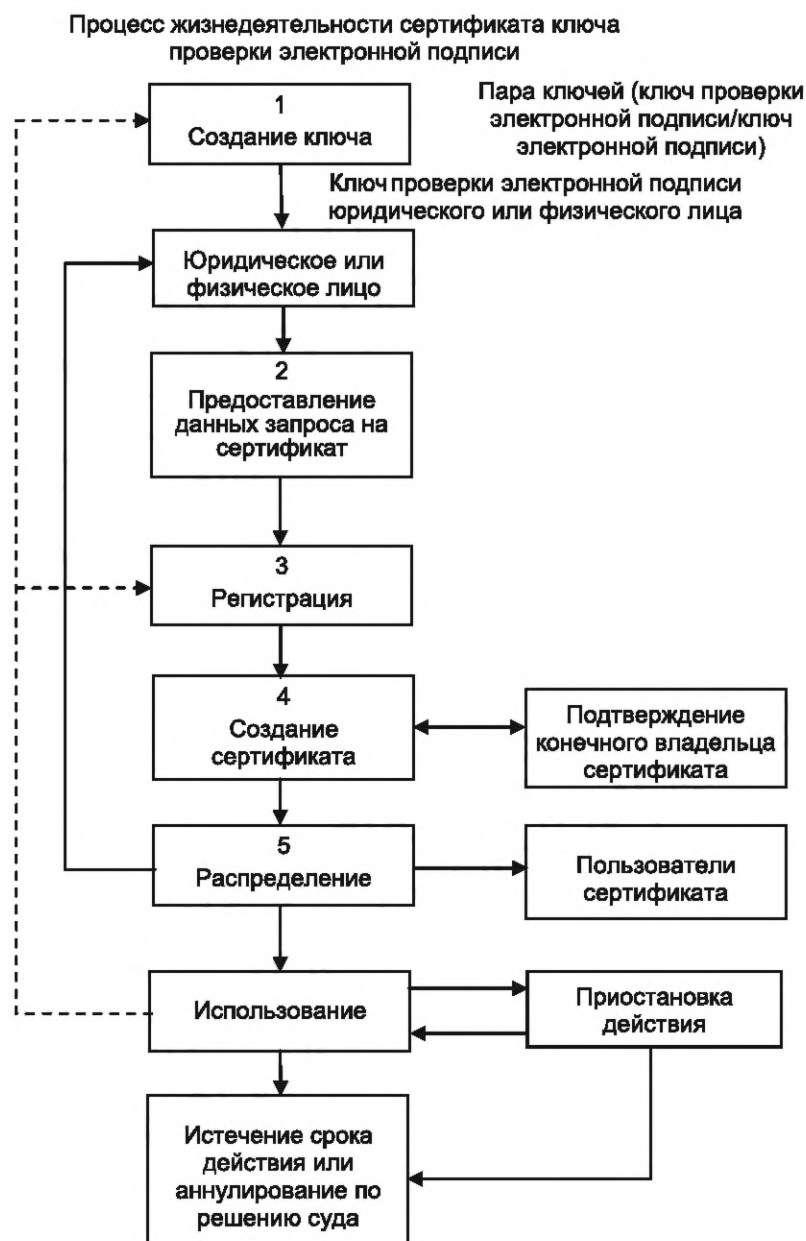 Процесс жизнедеятельности сертификата ключа
проверки электронной подписи
1
Создание ключа
Пара ключей (ключ проверки
электронной подписи/ключ
электронной подписи)
Ключ проверки электронной подписи
юридического или физического лица
Юридическое или
физическое лицо
2
Предоставление
данных запроса на
сертификат
3
Регистрация
4
Создание
сертификата
Подтверждение
конечного владельца
сертификата
5
Распределение
Пользователи
сертификата
Использование
Приостановка
действия
Истечение срока
действия или
аннулирование по
решению суда